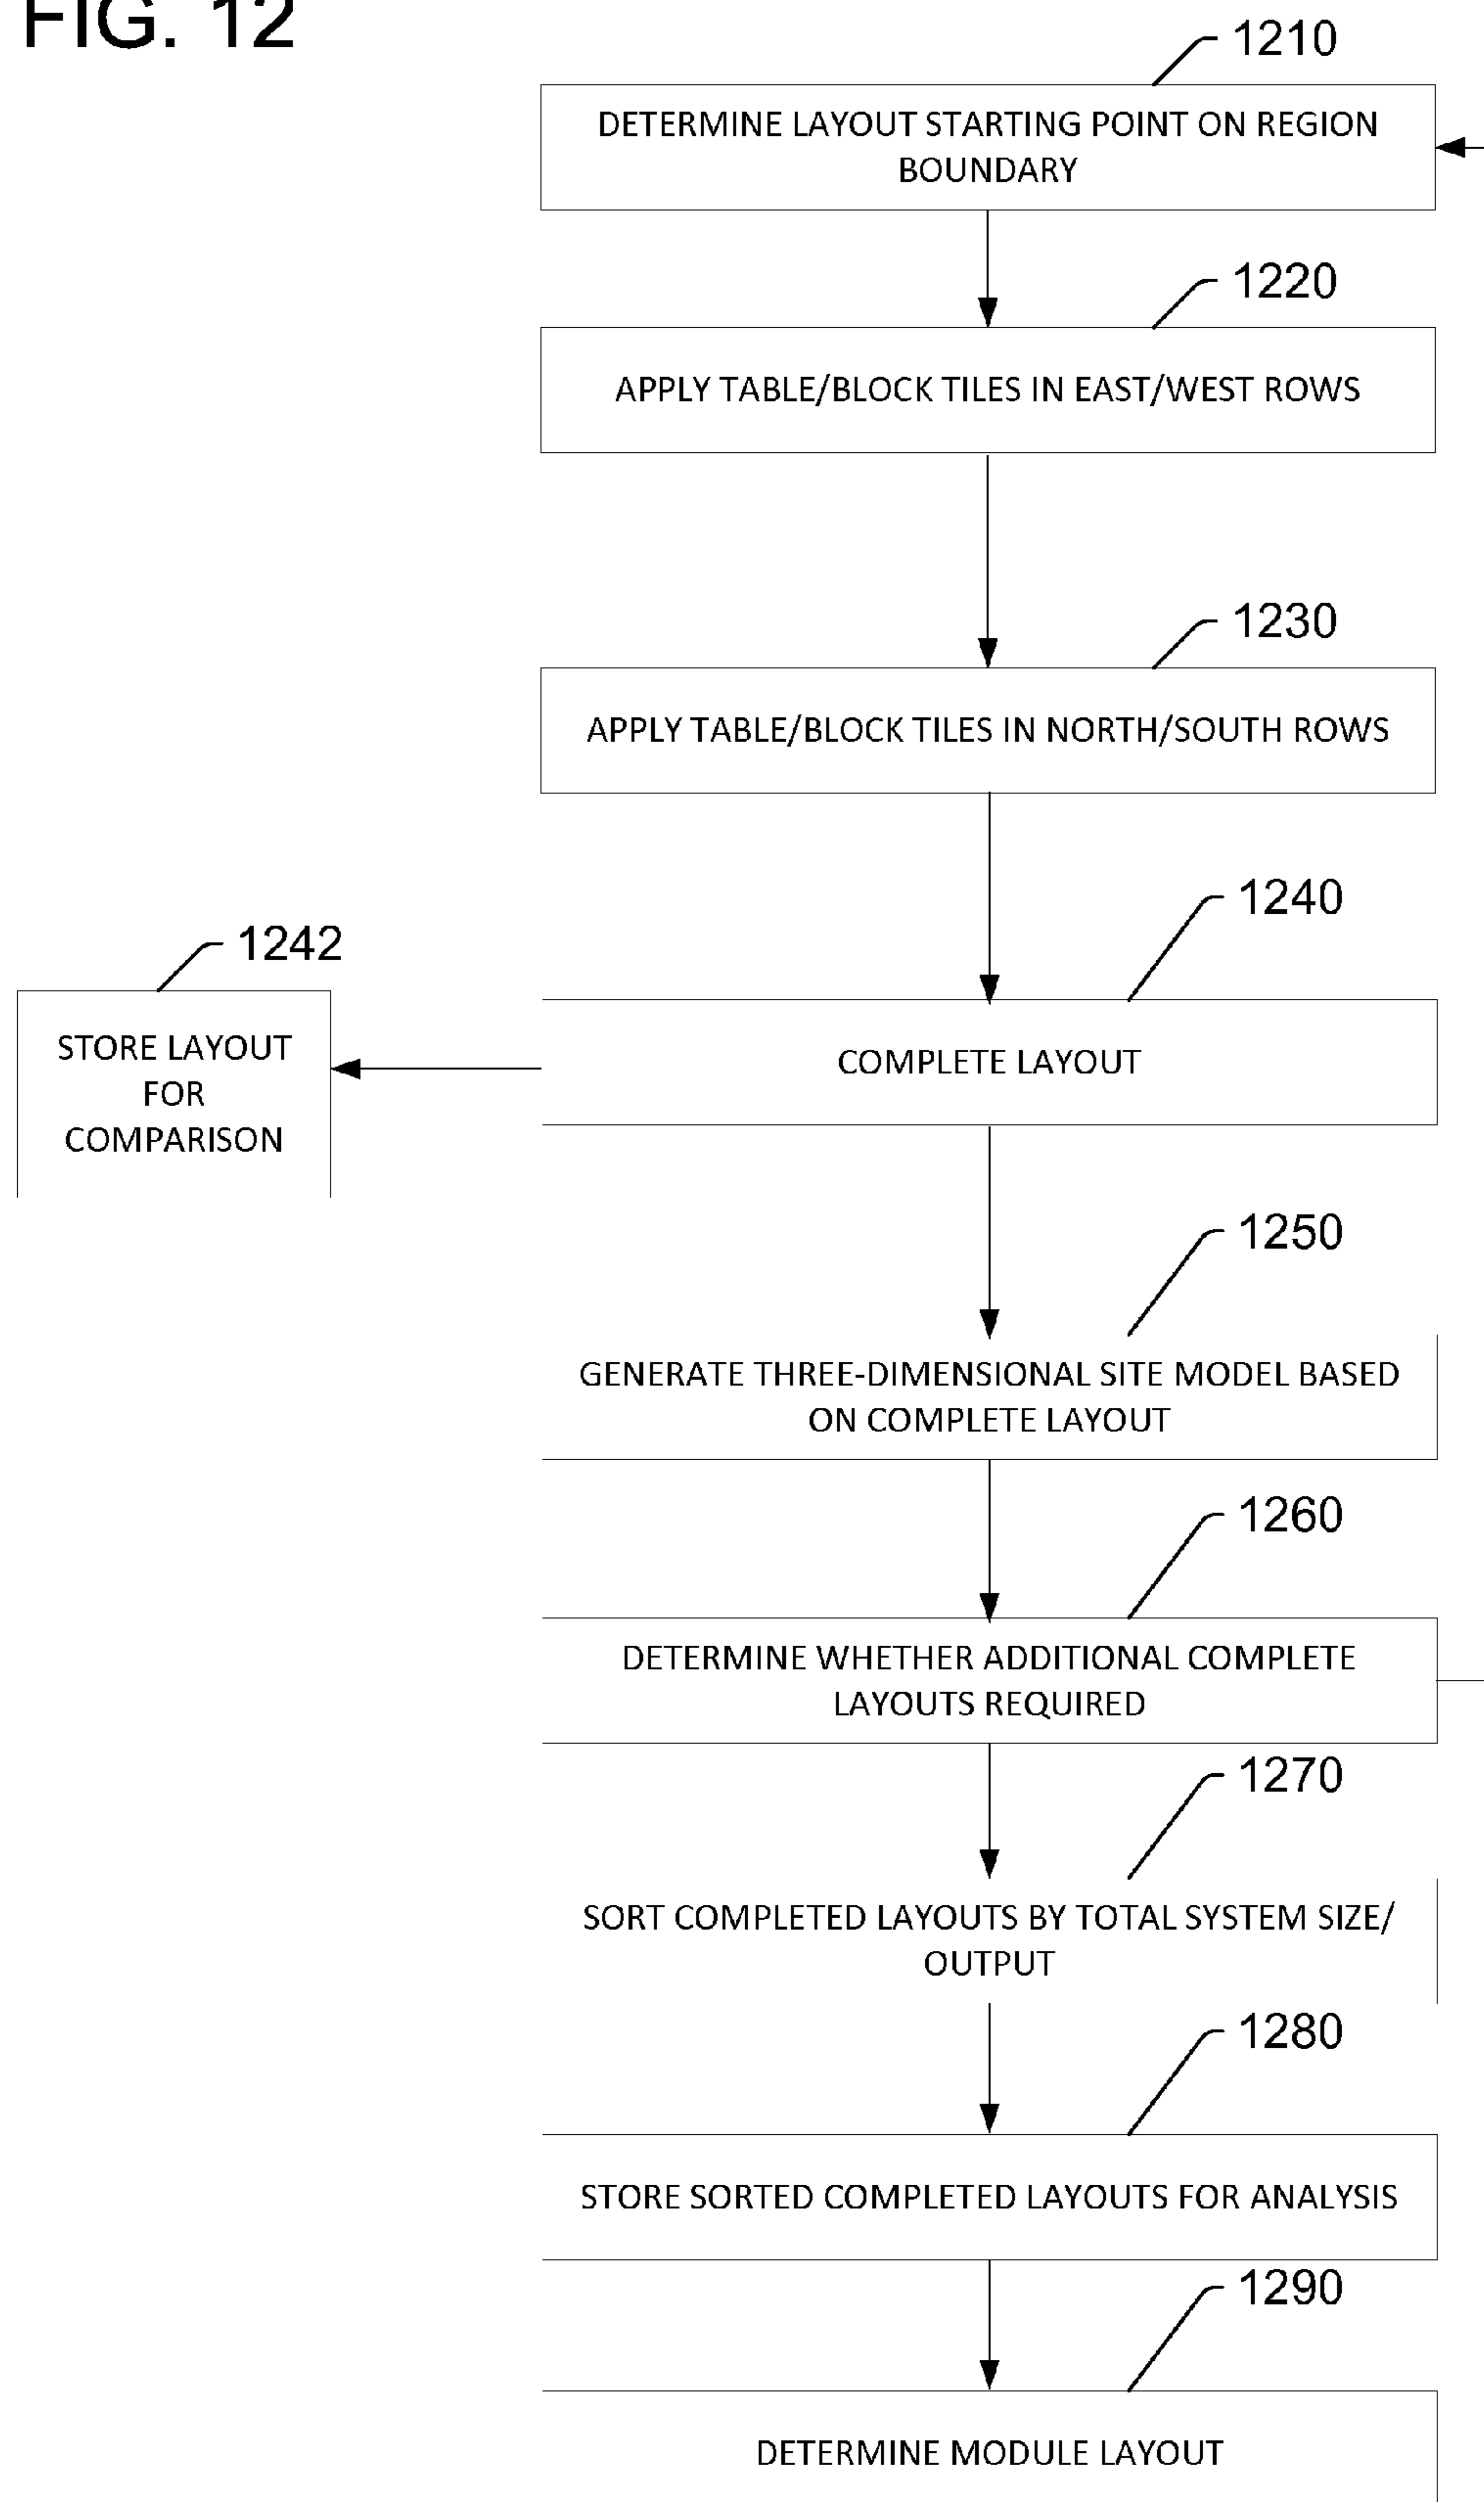 FIG. 12
1210
DETERMINE LAYOUT STARTING POINT ON REGION
BOUNDARY
1220
APPLY TABLE/BLOCK TILES IN EAST/WEST ROWS
1230
APPLY TABLE/BLOCK TILES IN NORTH/SOUTH ROWS
1240
COMPLETE LAYOUT
1242
STORE LAYOUT
FOR
COMPARISON
1250
GENERATE THREE-DIMENSIONAL SITE MODEL BASED
ON COMPLETE LAYOUT
1260
DETERMINE WHETHER ADDITIONAL COMPLETE
LAYOUTS REQUIRED
1270
SORT COMPLETED LAYOUTS BY TOTAL SYSTEM SIZE/
OUTPUT
1280
STORE SORTED COMPLETED LAYOUTS FOR ANALYSIS
1290
DETERMINE MODULE LAYOUT